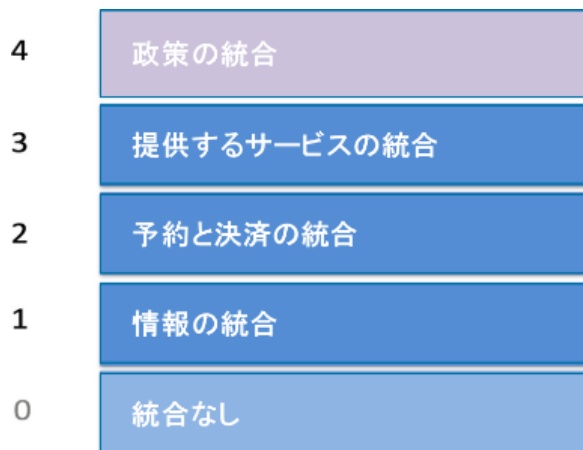 4 政策の統合
3 提供するサービスの統合
2 予約と決済の統合
1 情報の統合
0 統合なし